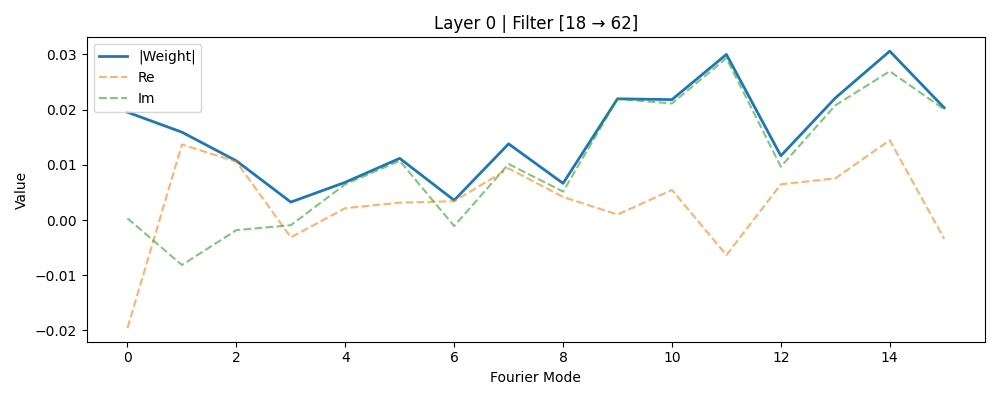 Layer 0 | Filter [18 → 62]
|Weight|
Re
Im
0.03
0.02
0.01
0.00
−0.01
−0.02
Value
0 2 4 6 8 10 12 14
Fourier Mode